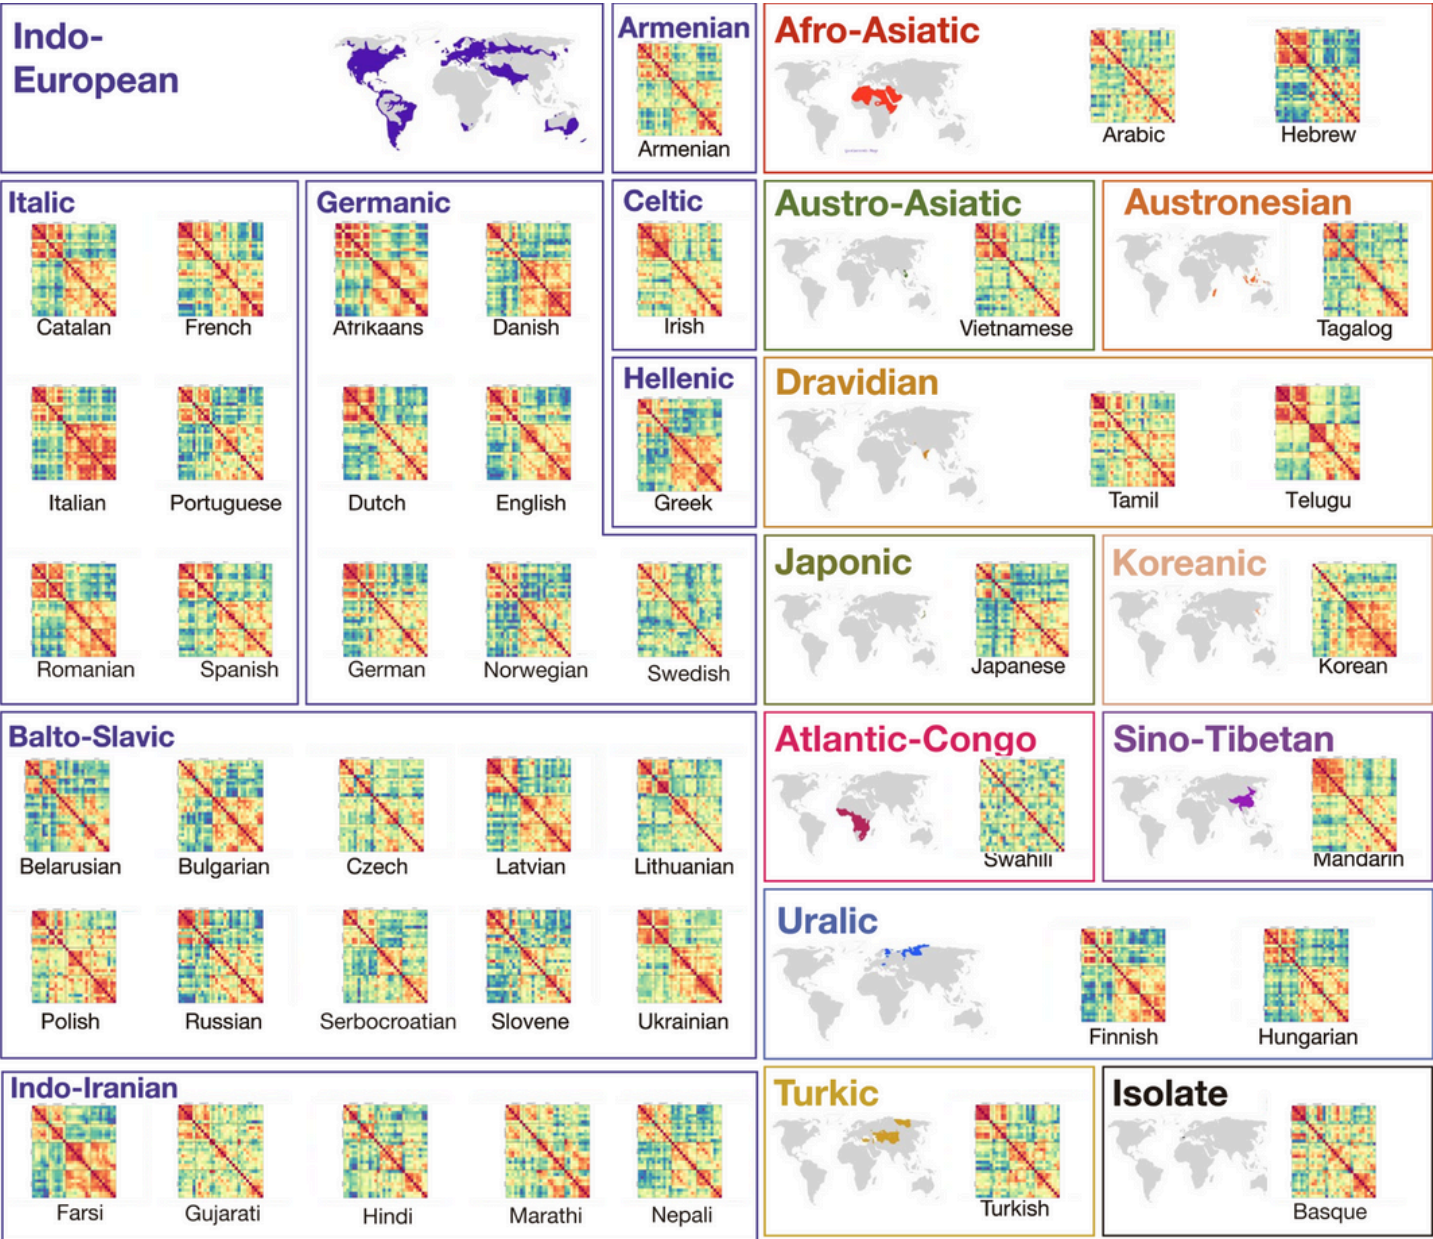 Indo-
European
Armenian
Armenian
Afro-Asiatic
Arabic
Hebrew
Italic
Catalan
French
Italian
Portuguese
Romanian
Spanish
Germanic
Afrikaans
Danish
Dutch
English
German
Norwegian
Swedish
Celtic
Irish
Hellenic
Greek
Austro-Asiatic
Vietnamese
Austronesian
Tagalog
Dravidian
Tamil
Telugu
Japonic
Japanese
Koreanic
Korean
Balto-Slavic
Belarusian
Bulgarian
Czech
Latvian
Lithuanian
Polish
Russian
Serbocroatian
Slovene
Ukrainian
Atlantic-Congo
Swahili
Sino-Tibetan
Mandarin
Uralic
Finnish
Hungarian
Indo-Iranian
Farsi
Gujarati
Hindi
Marathi
Nepali
Turkic
Turkish
Isolate
Basque